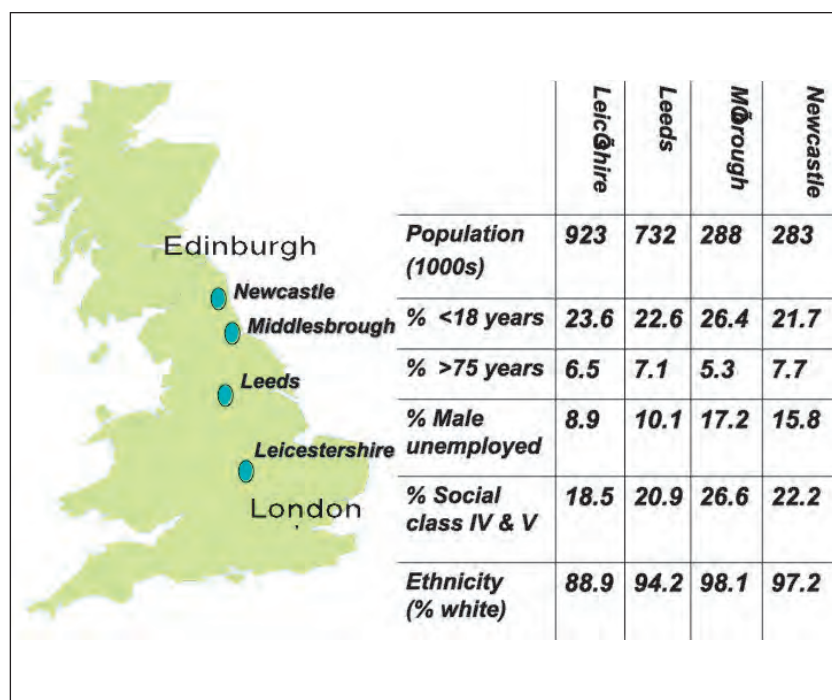 Edinburgh
Newcastle
Middlesbrough
Leeds
Leicestershire
London
Leeds
Newcastle
Population 923 732 288 283
(1000s)
% <18 years 23.6 22.6 26.4 21.7
% >75 years 6.5 7.1 5.3 7.7
% Male 8.9 10.1 17.2 15.8
unemployed
% Social 18.5 20.9 26.6 22.2
class IV & V
Ethnicity 88.9 94.2 98.1 97.2
(% white)